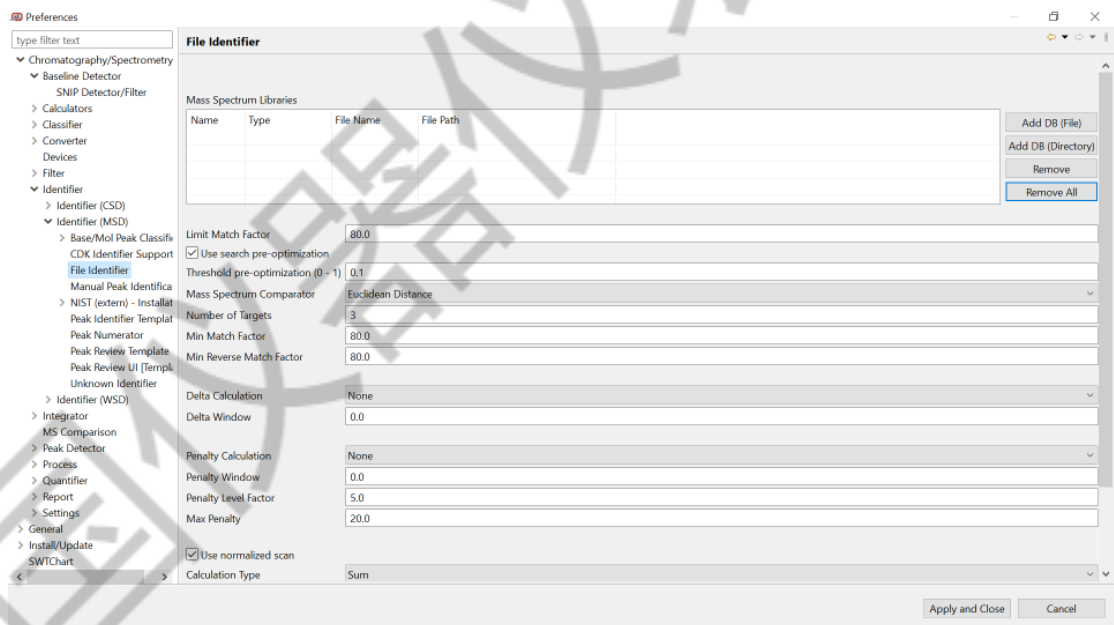 Preferences
type filter text
File Identifier
Chromatography/Spectrometry
Baseline Detector
SNIP Detector/Filter
Calculators
Classifier
Converter
Devices
Filter
Identifier
Identifier (CSD)
Identifier (MSD)
Base/Mol Peak Classifi
CDK Identifier Support
File Identifier
Manual Peak Identifica
NIST (extern) - Installat
Peak Identifier Templat
Peak Numerator
Peak Review Template
Peak Review UI [Templ
Unknown Identifier
Identifier (WSD)
Integrator
MS Comparison
Peak Detector
Process
Quantifier
Report
Settings
General
Install/Update
SWTChart
Mass Spectrum Libraries
Name Type File Name File Path
Add DB (File)
Add DB (Directory)
Remove
Remove All
Limit Match Factor 80.0
Use search pre-optimization
Threshold pre-optimization (0 - 1) 0.1
Mass Spectrum Comparator Euclidean Distance
Number of Targets 3
Min Match Factor 80.0
Min Reverse Match Factor 80.0
Delta Calculation None
Delta Window 0.0
Penalty Calculation None
Penalty Window 0.0
Penalty Level Factor 5.0
Max Penalty 20.0
Use normalized scan
Calculation Type Sum
Apply and Close Cancel
国仪器仪